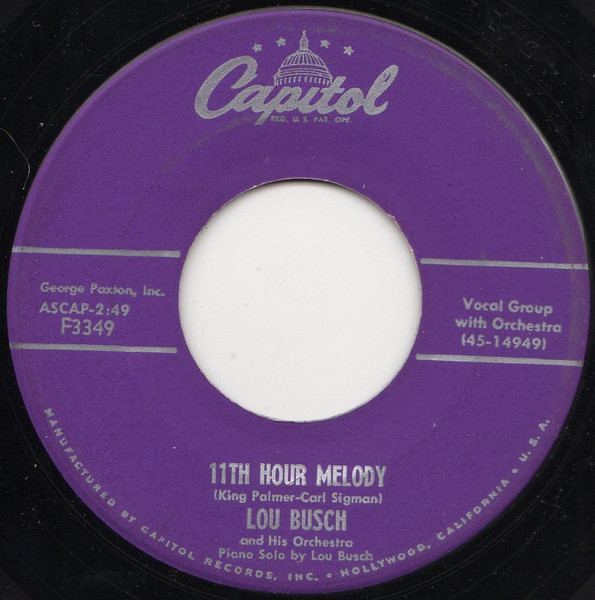 Capitol
REG. U.S. PAT. OFF.
George Paxton, Inc.
ASCAP-2:49
F3349
Vocal Group
with Orchestra
(45-14949)
11TH HOUR MELODY
(King Palmer-Carl Sigman)
LOU BUSCH
and His Orchestra
Piano Solo by Lou Busch
MANUFACTURED BY CAPITOL RECORDS, INC. • HOLLYWOOD, CALIFORNIA • U.S.A.